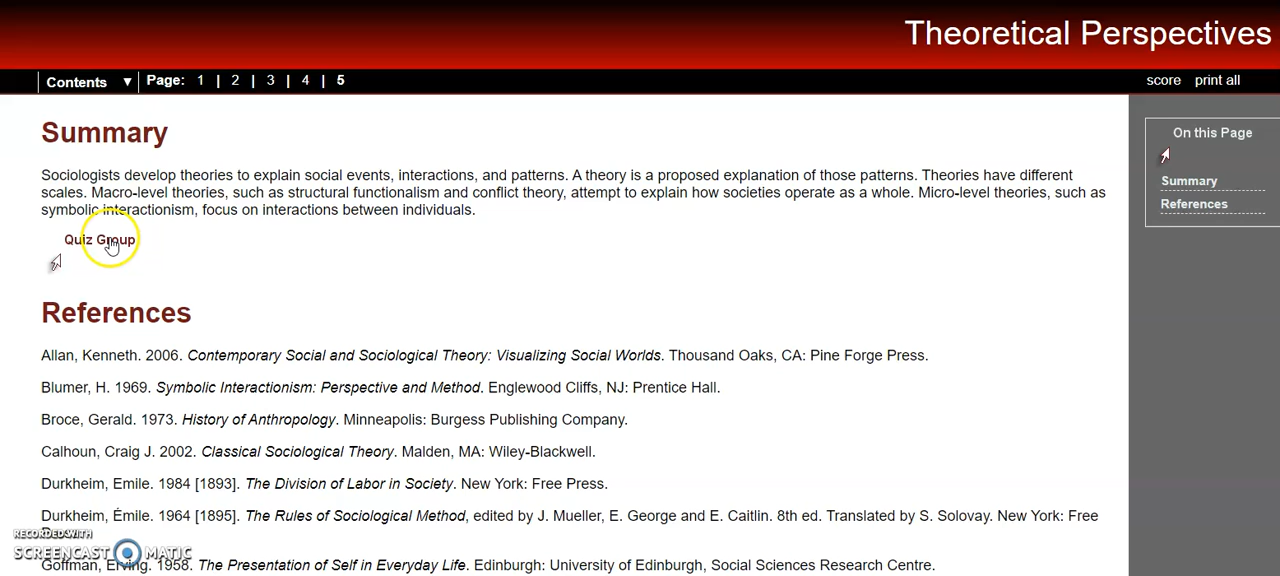 Theoretical Perspectives
Contents ▼ Page: 1 | 2 | 3 | 4 | 5
score print all
Summary
Sociologists develop theories to explain social events, interactions, and patterns. A theory is a proposed explanation of those patterns. Theories have different
scales. Macro-level theories, such as structural functionalism and conflict theory, attempt to explain how societies operate as a whole. Micro-level theories, such as
symbolic interactionism, focus on interactions between individuals.
Quiz Group
References
Allan, Kenneth. 2006. Contemporary Social and Sociological Theory: Visualizing Social Worlds. Thousand Oaks, CA: Pine Forge Press.
Blumer, H. 1969. Symbolic Interactionism: Perspective and Method. Englewood Cliffs, NJ: Prentice Hall.
Broce, Gerald. 1973. History of Anthropology. Minneapolis: Burgess Publishing Company.
Calhoun, Craig J. 2002. Classical Sociological Theory. Malden, MA: Wiley-Blackwell.
Durkheim, Emile. 1984 [1893]. The Division of Labor in Society. New York: Free Press.
Durkheim, Émile. 1964 [1895]. The Rules of Sociological Method, edited by J. Mueller, E. George and E. Caitlin. 8th ed. Translated by S. Solovay. New York: Free
Goffman, Erving. 1958. The Presentation of Self in Everyday Life. Edinburgh: University of Edinburgh, Social Sciences Research Centre.
On this Page
Summary
References
RECORDED WITH
SCREENCAST MATIC